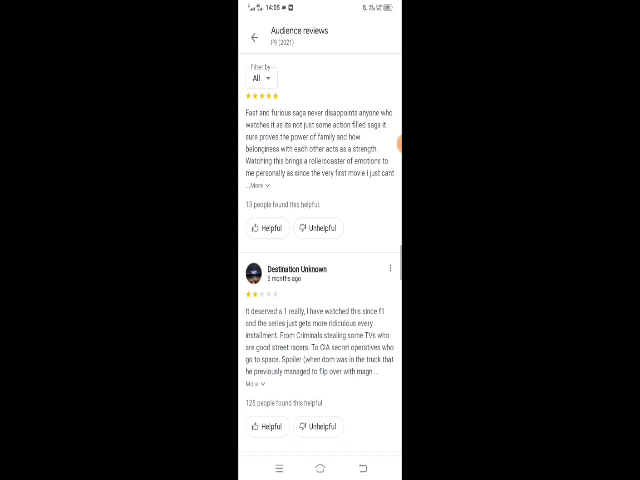 14:05
Audience reviews
F9 (2021)
Filter by
All
Fast and furious saga never disappoints anyone who
watches it as its not just some action filled saga it
sure proves the power of family and how
belongingness with each other acts as a strength.
Watching this brings a rollercoaster of emotions to
me personally as since the very first movie i just cant
...More
13 people found this helpful.
Helpful Unhelpful
Destination Unknown
5 months ago
It deserved a 1 really, I have watched this since f1
and the series just gets more ridiculous every
installment. From Criminals stealing some TVs who
are good street racers. To CIA secret operatives who
go to space. Spoiler (when dom was in the truck that
he previously managed to flip over with magn...
More
128 people found this helpful
Helpful Unhelpful